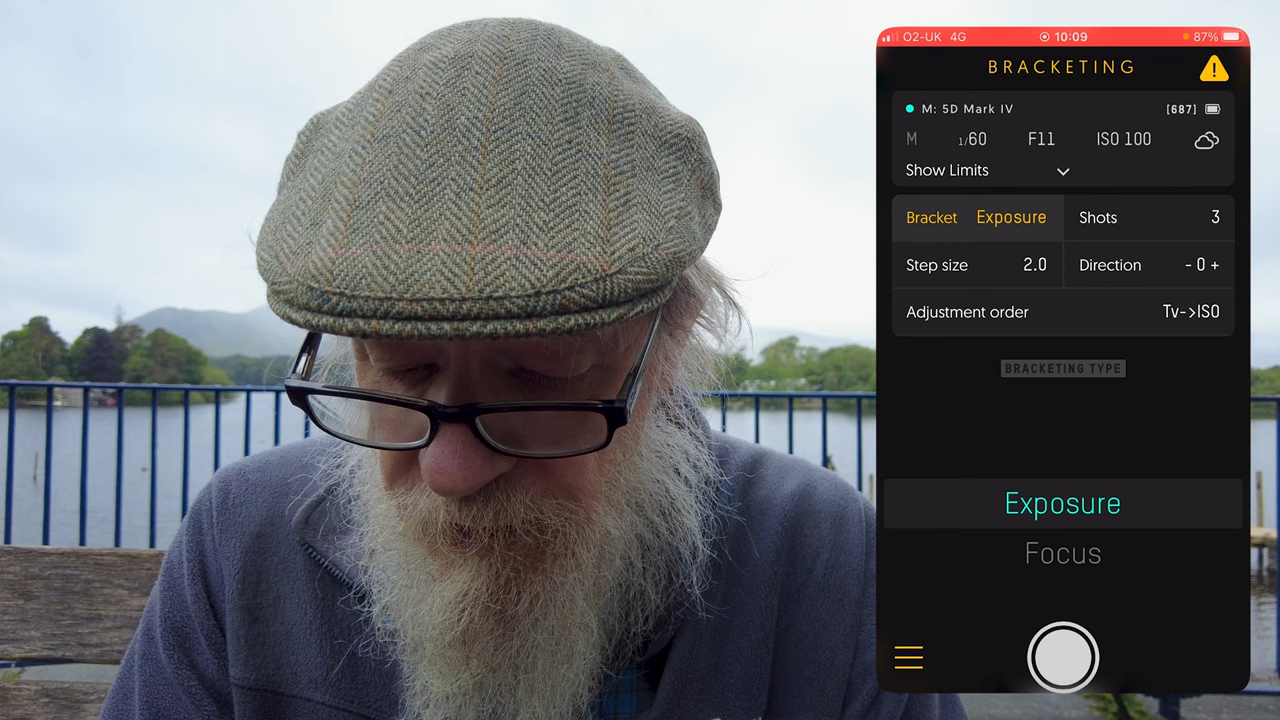 O2-UK 4G 10:09 87%
BRACKETING
M: 5D Mark IV [687]
M 1/60 F11 ISO 100
Show Limits
Bracket Exposure Shots 3
Step size 2.0 Direction - 0 +
Adjustment order Tv->ISO
BRACKETING TYPE
Exposure
Focus